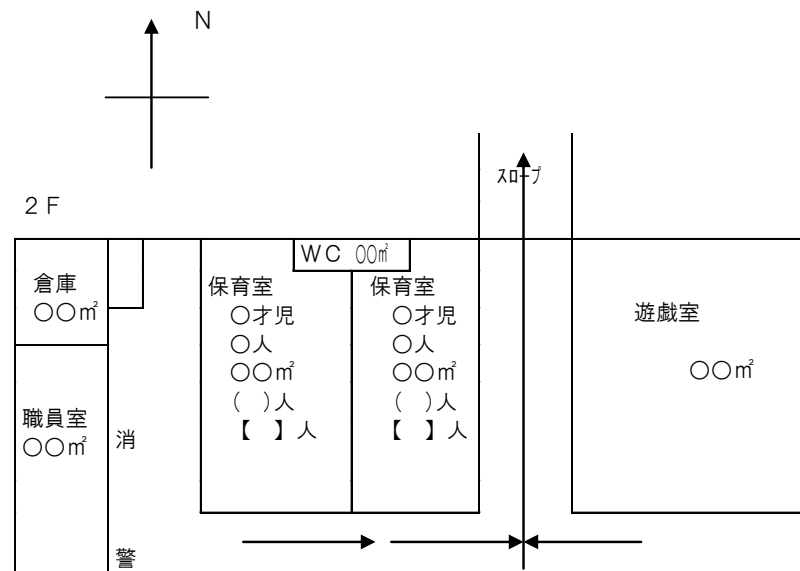 N
スロープ
２Ｆ
ＷＣ ○○㎡
倉庫
○○㎡
保育室
○才児
○人
○○㎡
(　)人
【　】人
保育室
○才児
○人
○○㎡
(　)人
【　】人
遊戯室
○○㎡
職員室
○○㎡
消
警